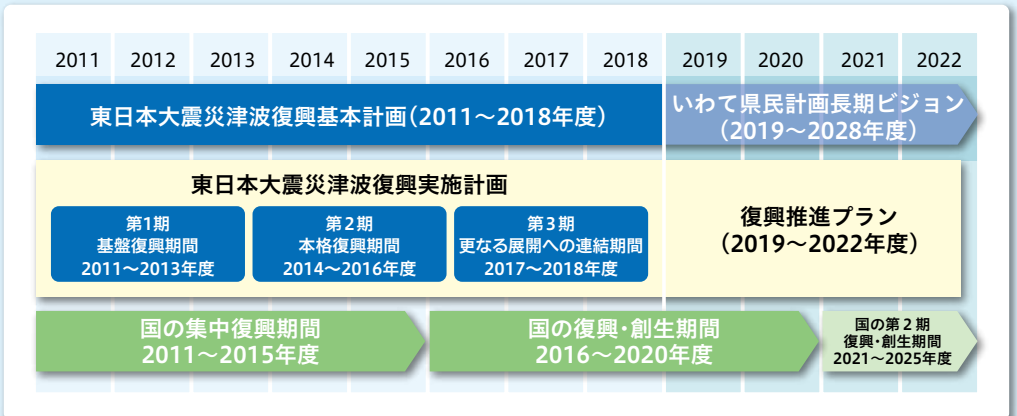 2011 2012 2013 2014 2015 2016 2017 2018 2019 2020 2021 2022
東日本大震災津波復興基本計画(2011〜2018年度)
いわて県民計画長期ビジョン
(2019〜2028年度)
東日本大震災津波復興実施計画
第1期
基盤復興期間
2011〜2013年度
第2期
本格復興期間
2014〜2016年度
第3期
更なる展開への連結期間
2017〜2018年度
復興推進プラン
(2019〜2022年度)
国の集中復興期間
2011〜2015年度
国の復興・創生期間
2016〜2020年度
国の第2期
復興・創生期間
2021〜2025年度